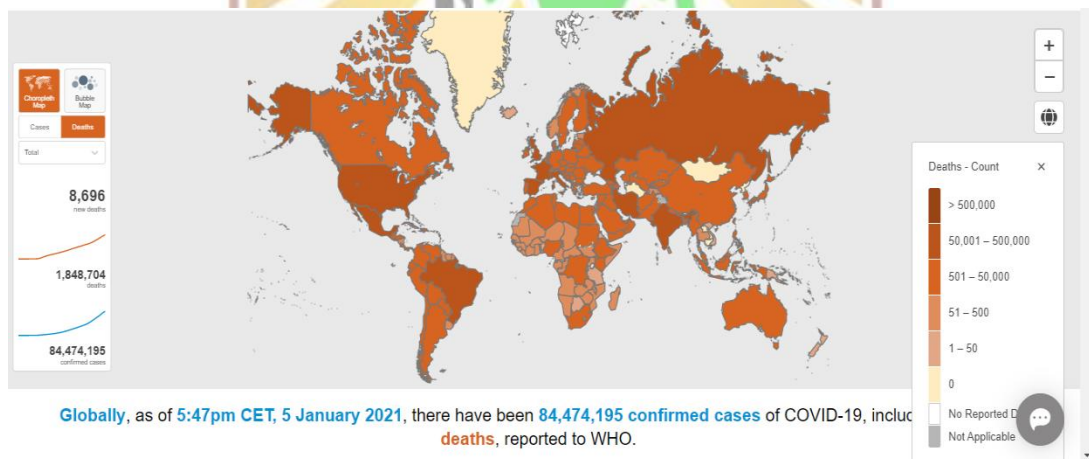 Choropleth
Map
Bubble
Map
Cases
Deaths
Total
8,696
new deaths
1,848,704
deaths
84,474,195
confirmed cases
+
−
Deaths - Count ×
> 500,000
50,001 – 500,000
501 – 50,000
51 – 500
1 – 50
0
No Reported D
Not Applicable
Globally, as of 5:47pm CET, 5 January 2021, there have been 84,474,195 confirmed cases of COVID-19, includ
deaths, reported to WHO.